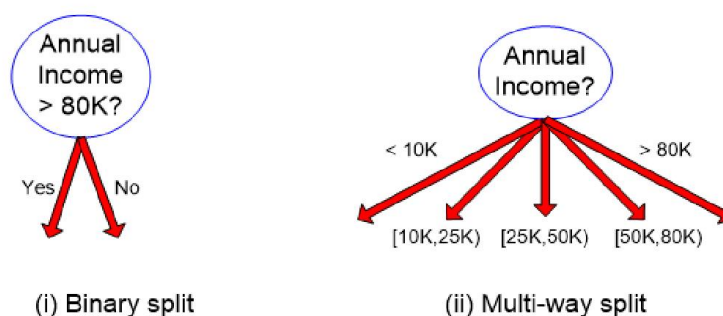 Annual
Income
> 80K?
Yes
No
(i) Binary split
Annual
Income?
< 10K
> 80K
[10K,25K)
[25K,50K)
[50K,80K)
(ii) Multi-way split